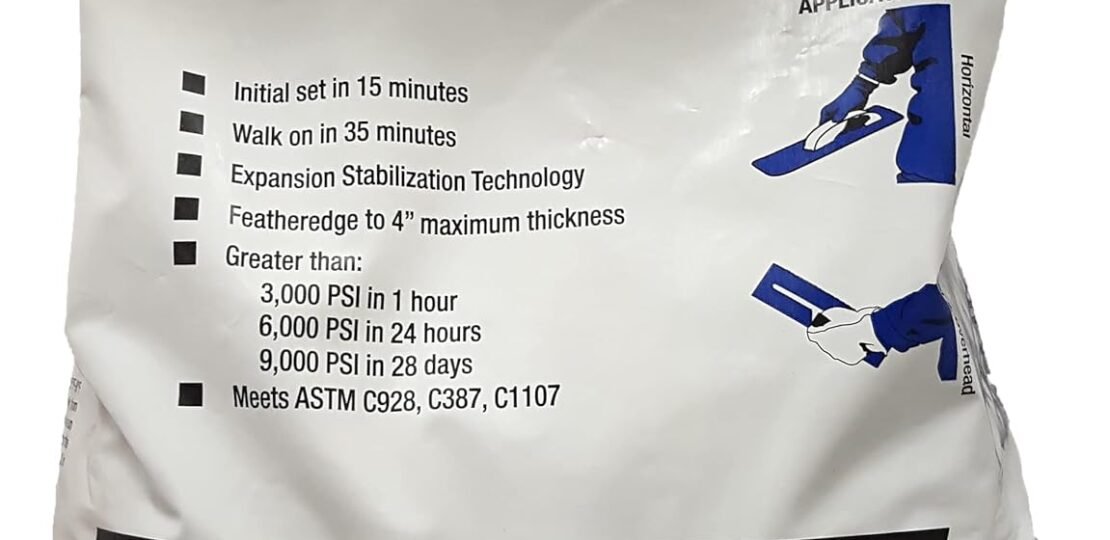 Initial set in 15 minutes
Walk on in 35 minutes
Expansion Stabilization Technology
Featheredge to 4” maximum thickness
Greater than:
3,000 PSI in 1 hour
6,000 PSI in 24 hours
9,000 PSI in 28 days
Meets ASTM C928, C387, C1107
Horizontal